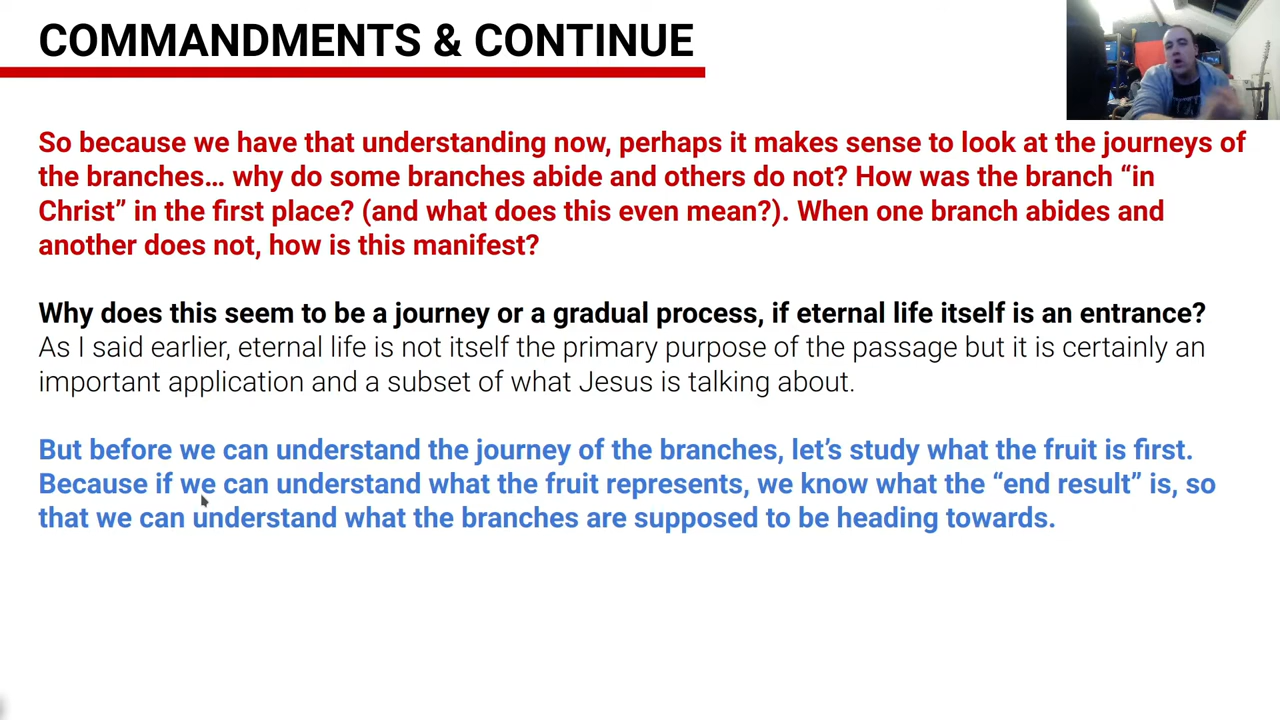 COMMANDMENTS & CONTINUE
So because we have that understanding now, perhaps it makes sense to look at the journeys of
the branches… why do some branches abide and others do not? How was the branch “in
Christ” in the first place? (and what does this even mean?). When one branch abides and
another does not, how is this manifest?
Why does this seem to be a journey or a gradual process, if eternal life itself is an entrance?
As I said earlier, eternal life is not itself the primary purpose of the passage but it is certainly an
important application and a subset of what Jesus is talking about.
But before we can understand the journey of the branches, let’s study what the fruit is first.
Because if we can understand what the fruit represents, we know what the “end result” is, so
that we can understand what the branches are supposed to be heading towards.